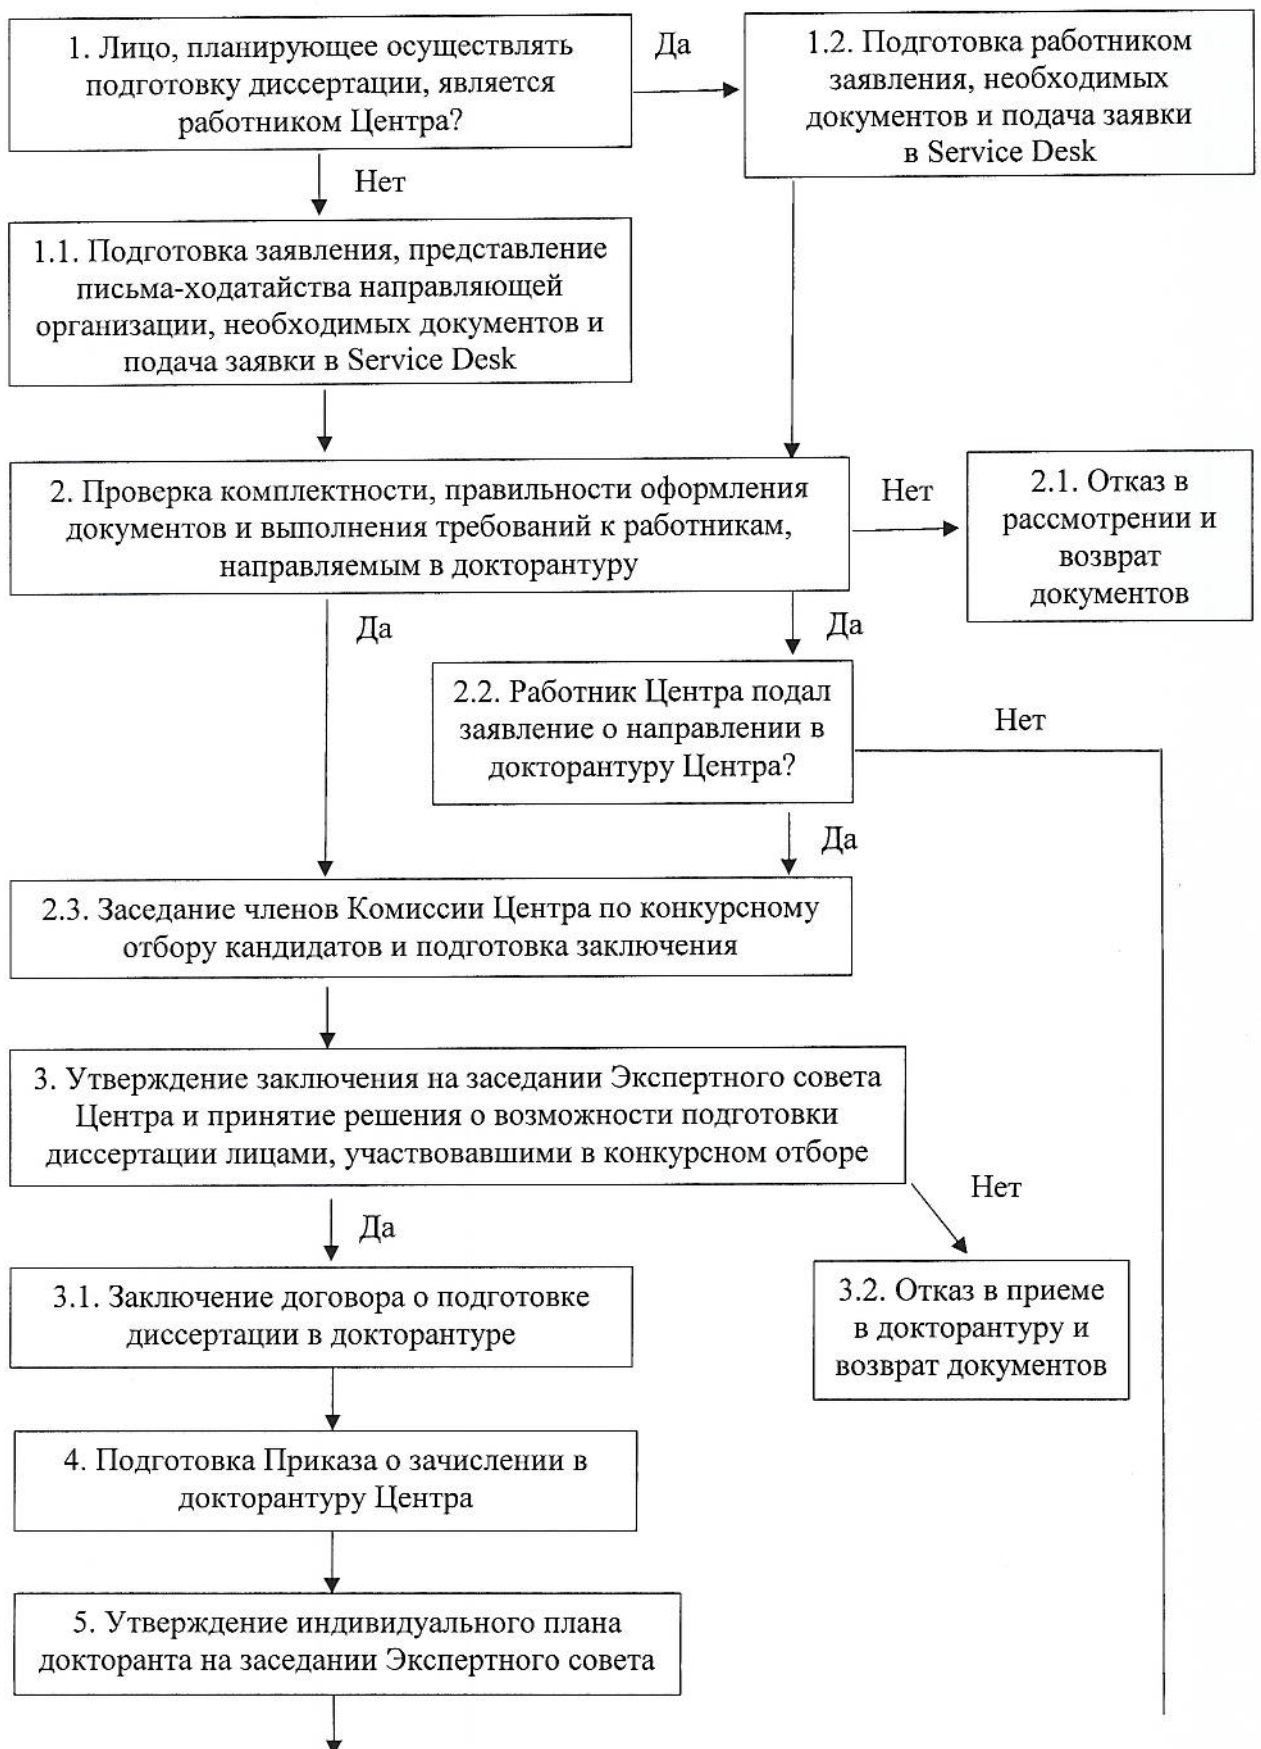 1. Лицо, планирующее осуществлять
подготовку диссертации, является
работником Центра?
Да
1.2. Подготовка работником
заявления, необходимых
документов и подача заявки
в Service Desk
Нет
1.1. Подготовка заявления, представление
письма-ходатайства направляющей
организации, необходимых документов и
подача заявки в Service Desk
2. Проверка комплектности, правильности оформления
документов и выполнения требований к работникам,
направляемым в докторантуру
Нет
2.1. Отказ в
рассмотрении и
возврат
документов
Да
Да
2.2. Работник Центра подал
заявление о направлении в
докторантуру Центра?
Нет
Да
2.3. Заседание членов Комиссии Центра по конкурсному
отбору кандидатов и подготовка заключения
3. Утверждение заключения на заседании Экспертного совета
Центра и принятие решения о возможности подготовки
диссертации лицами, участвовавшими в конкурсном отборе
Нет
Да
3.1. Заключение договора о подготовке
диссертации в докторантуре
3.2. Отказ в приеме
в докторантуру и
возврат документов
4. Подготовка Приказа о зачислении в
докторантуру Центра
5. Утверждение индивидуального плана
докторанта на заседании Экспертного совета